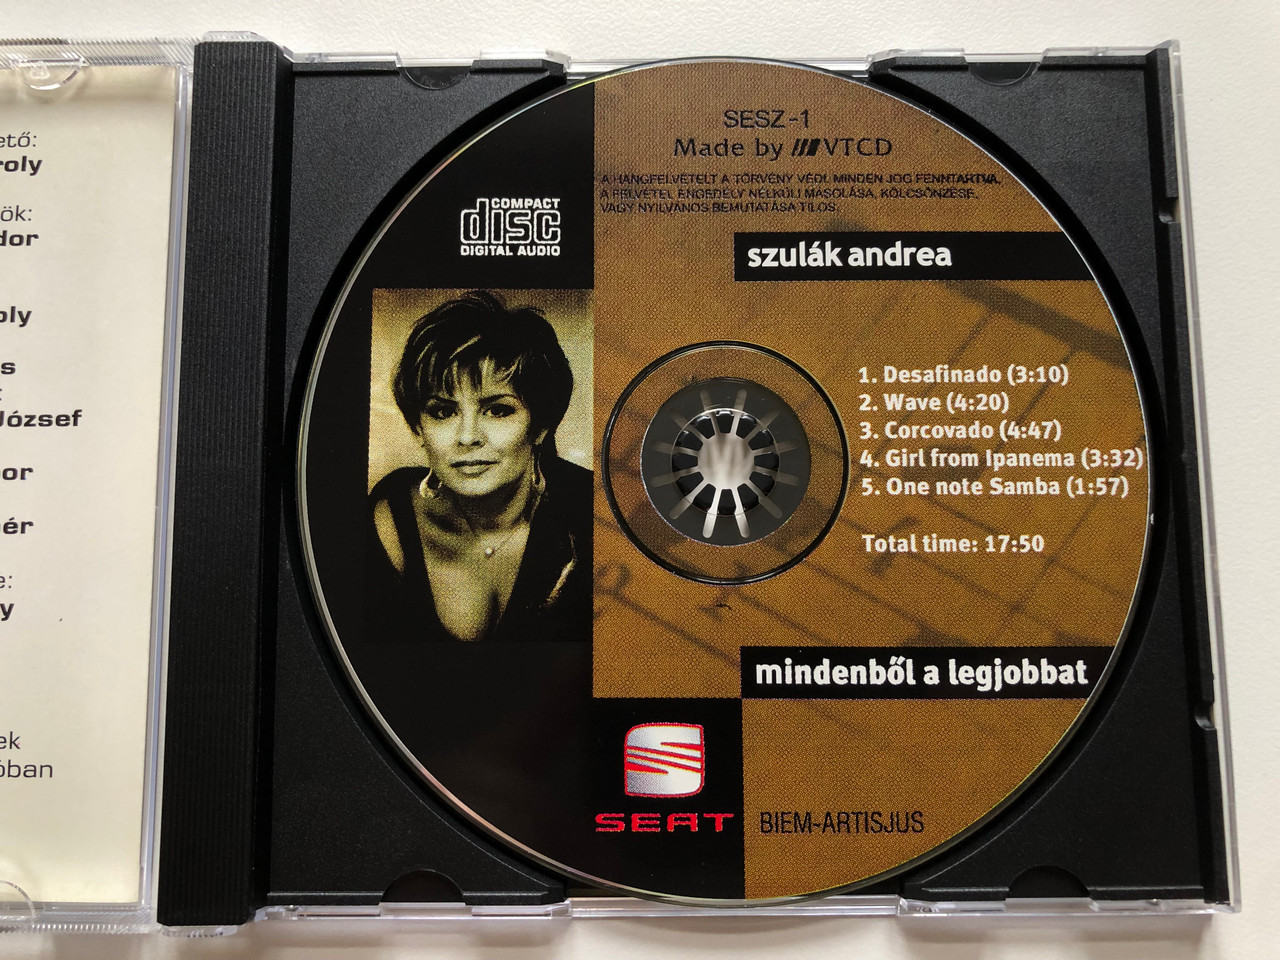 ető:
roly
ök:
dor
oly
s
József
bor
ér
e:
y
ek
óban
COMPACT
disc
DIGITAL AUDIO
SESZ-1
Made by VTCD
A HANGFELVÉTELT A TÖRVÉNY VÉDI. MINDEN JOG FENNTARTVA,
A FELVÉTEL ENGEDÉLY NÉLKÜLI MÁSOLÁSA, KÖLCSÖNZÉSE,
VAGY NYILVÁNOS BEMUTATÁSA TILOS.
szulák andrea
1. Desafinado (3:10)
2. Wave (4:20)
3. Corcovado (4:47)
4. Girl from Ipanema (3:32)
5. One note Samba (1:57)
Total time: 17:50
mindenből a legjobbat
SEAT
BIEM-ARTISJUS